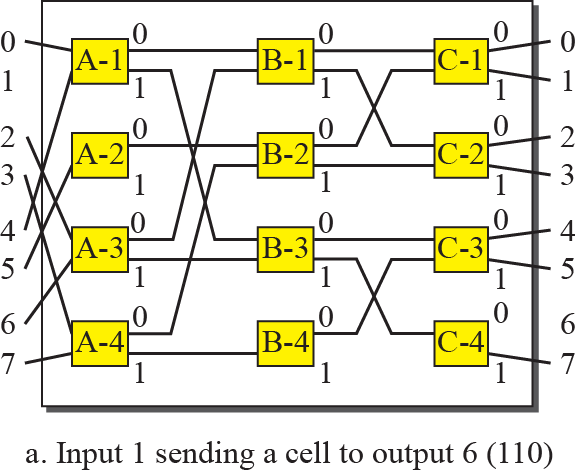 0 A-1 0 B-1 0 C-1 0 0
1 1 1 1 1
2 A-2 0 B-2 0 C-2 0 2
3 1 1 1 3
4 A-3 0 B-3 0 C-3 0 4
5 1 1 1 5
6 A-4 0 B-4 0 C-4 0 6
7 1 1 1 7
a. Input 1 sending a cell to output 6 (110)